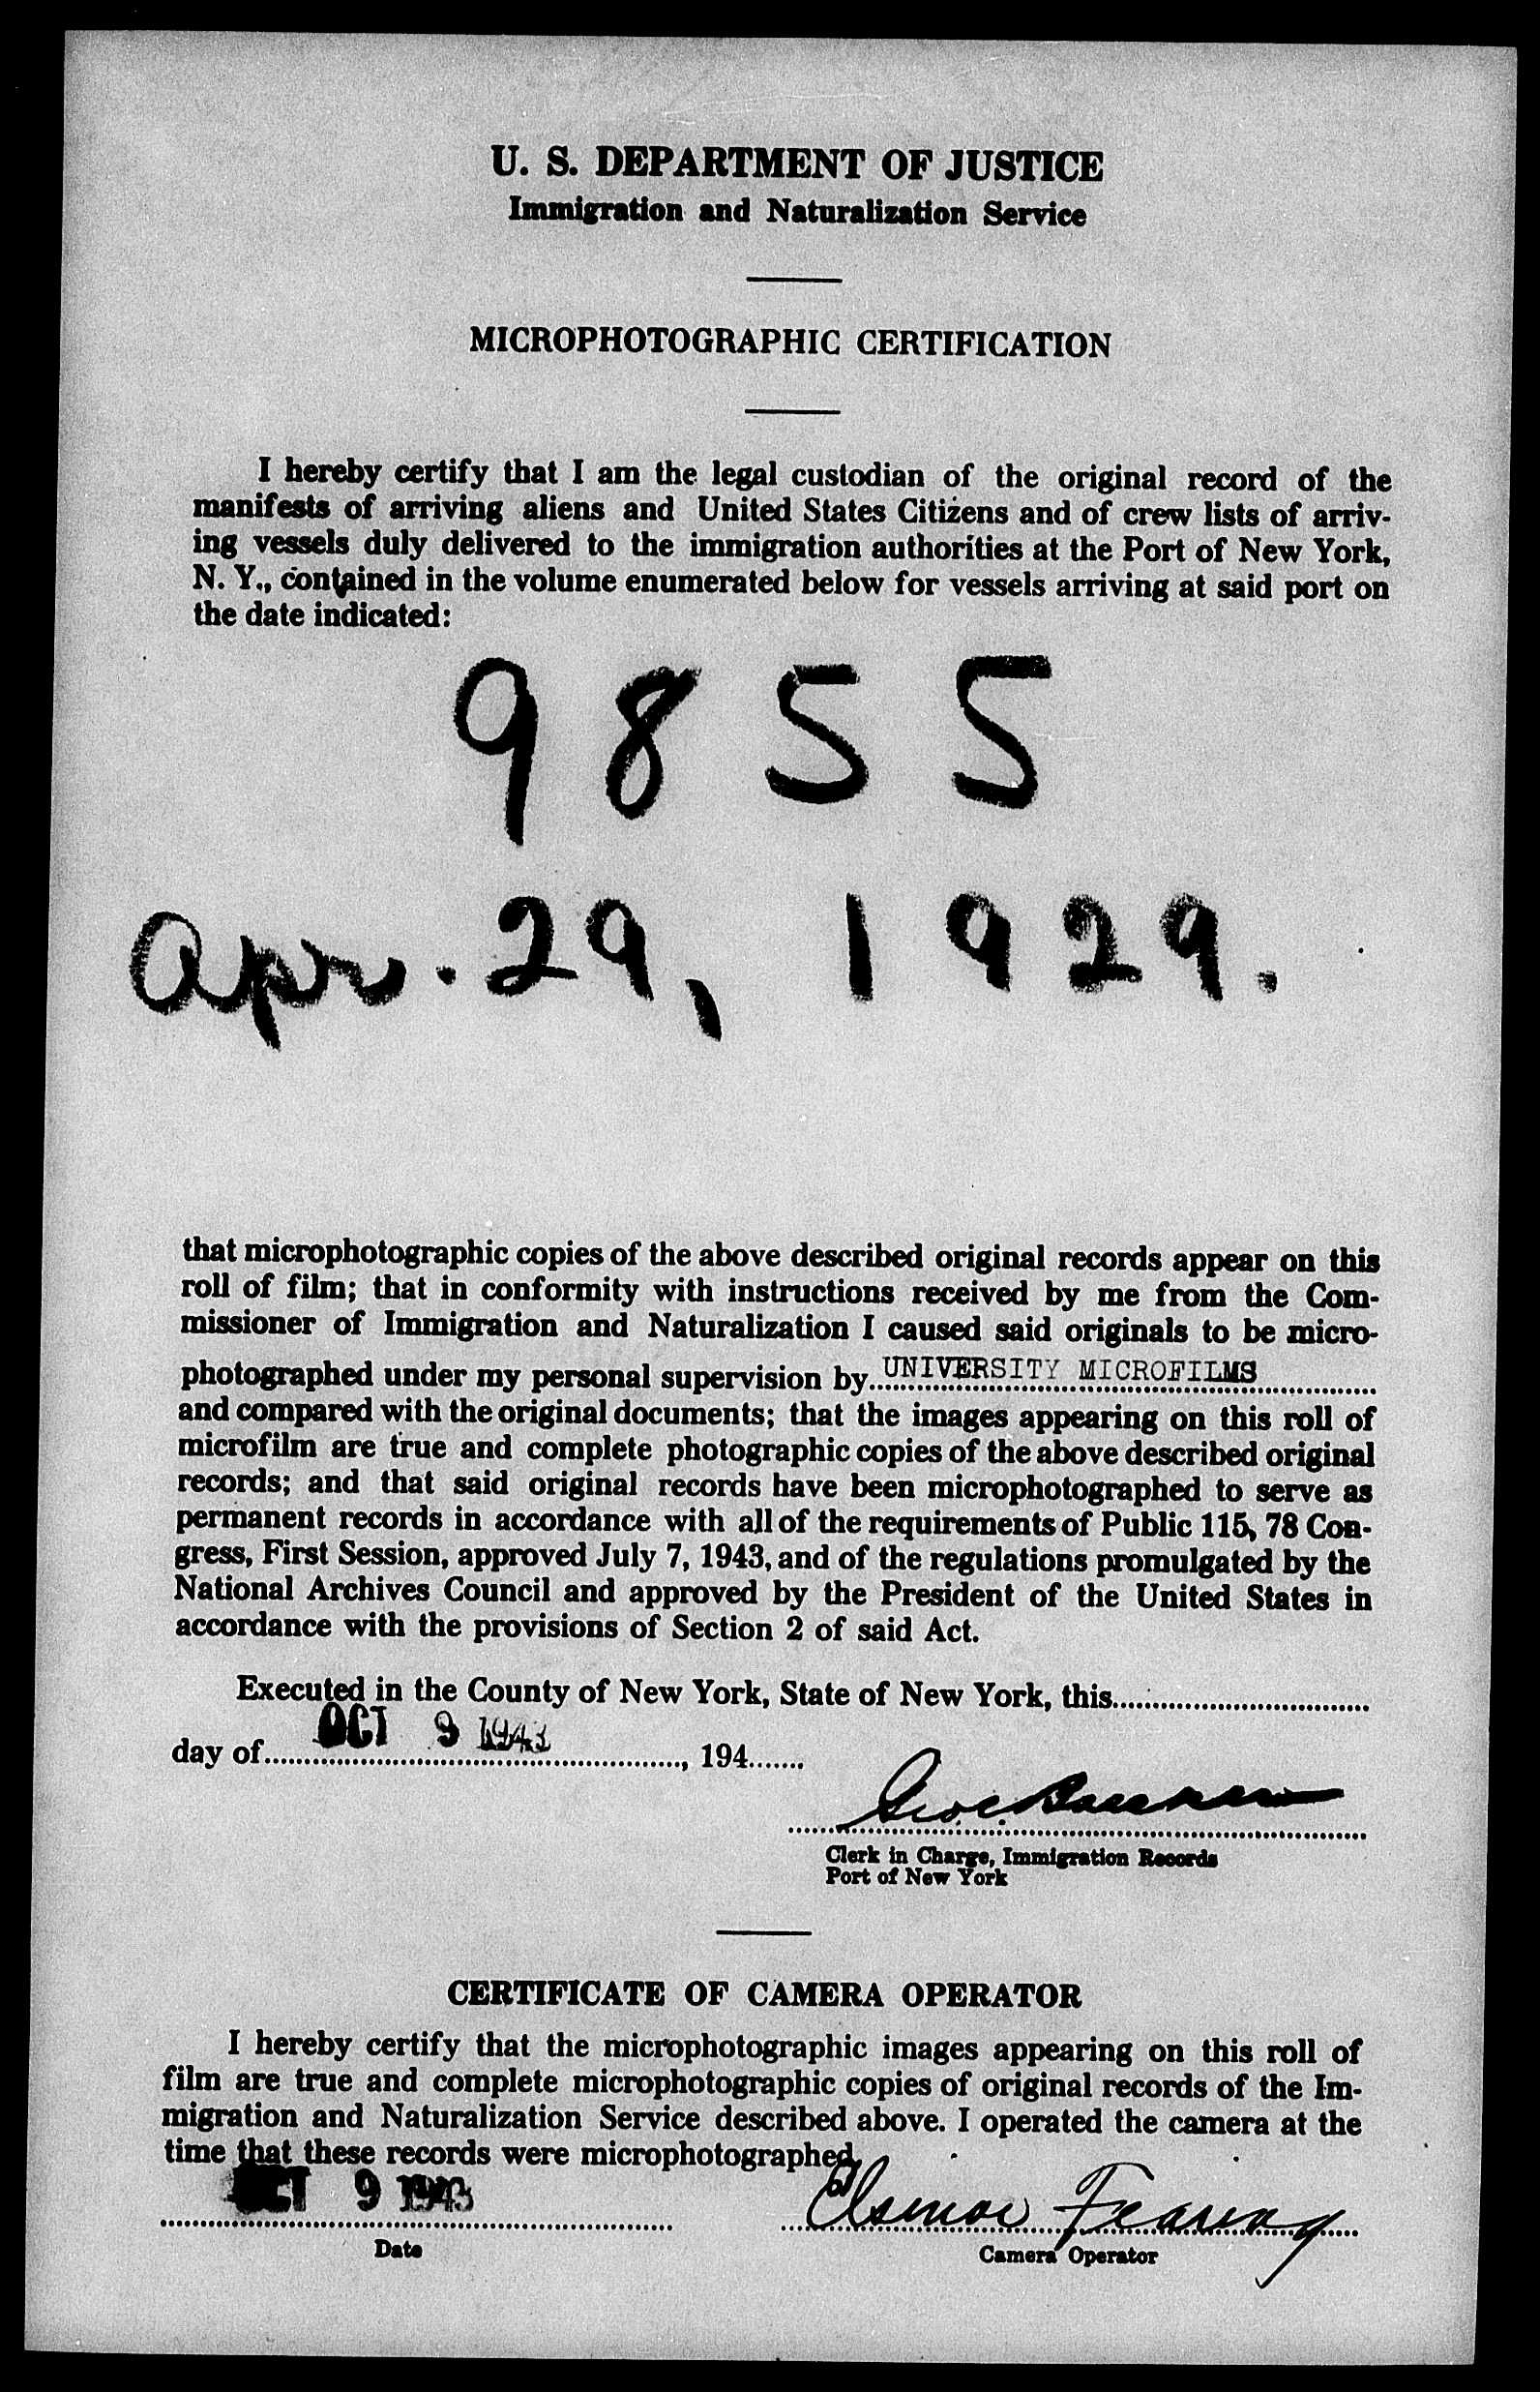 U. S. DEPARTMENT OF JUSTICE
Immigration and Naturalization Service
MICROPHOTOGRAPHIC CERTIFICATION
I hereby certify that I am the legal custodian of the original record of the
manifests of arriving aliens and United States Citizens and of crew lists of arriv-
ing vessels duly delivered to the immigration authorities at the Port of New York,
N. Y., contained in the volume enumerated below for vessels arriving at said port on
the date indicated:
9855
Apr. 29, 1929.
that microphotographic copies of the above described original records appear on this
roll of film; that in conformity with instructions received by me from the Com-
missioner of Immigration and Naturalization I caused said originals to be micro-
photographed under my personal supervision by UNIVERSITY MICROFILMS
and compared with the original documents; that the images appearing on this roll of
microfilm are true and complete photographic copies of the above described original
records; and that said original records have been microphotographed to serve as
permanent records in accordance with all of the requirements of Public 115, 78 Con-
gress, First Session, approved July 7, 1943, and of the regulations promulgated by the
National Archives Council and approved by the President of the United States in
accordance with the provisions of Section 2 of said Act.
Executed in the County of New York, State of New York, this
day of OCT 9 1943, 194
Clerk in Charge, Immigration Records
Port of New York
CERTIFICATE OF CAMERA OPERATOR
I hereby certify that the microphotographic images appearing on this roll of
film are true and complete microphotographic copies of original records of the Im-
migration and Naturalization Service described above. I operated the camera at the
time that these records were microphotographed.
OCT 9 1943 Fearing
Date Camera Operator